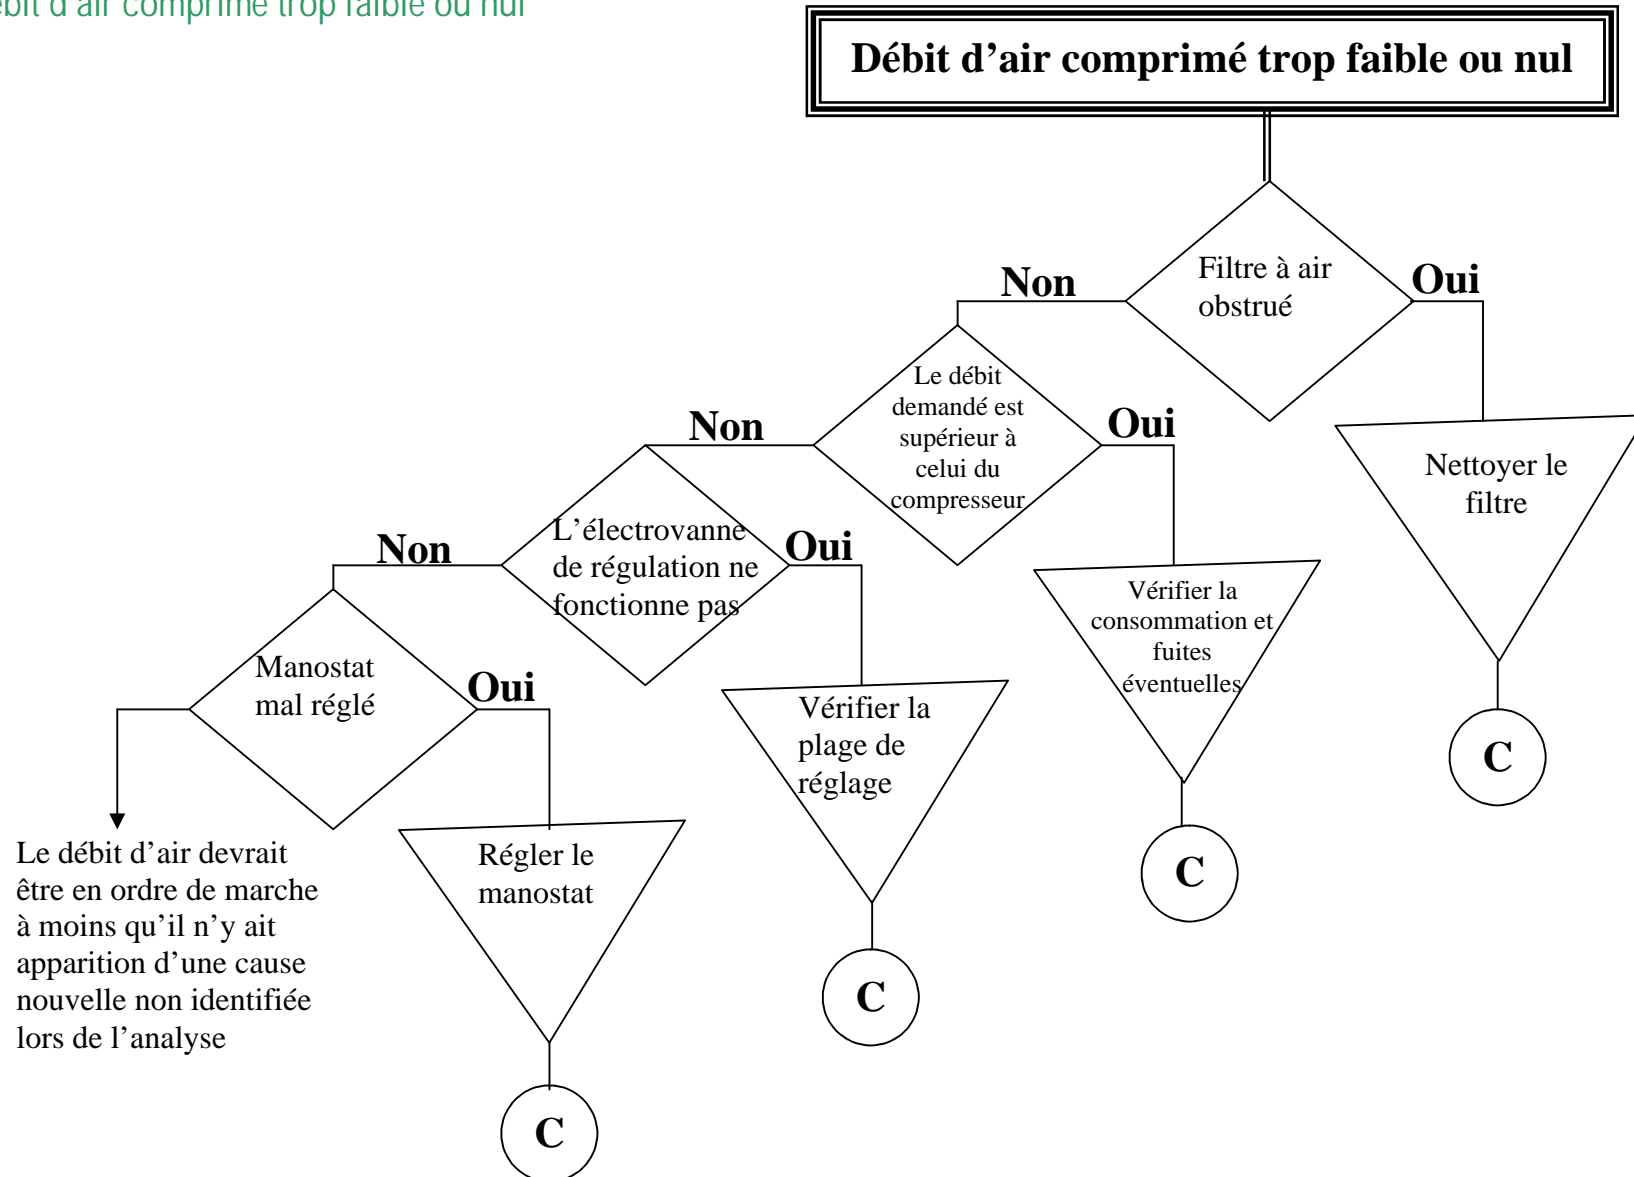 ébit d'air comprimé trop faible ou nul
Débit d’air comprimé trop faible ou nul
Filtre à air
obstrué
Non
Oui
Le débit
demandé est
supérieur à
celui du
compresseur
Non
Oui
Nettoyer le
filtre
L’électrovanne
de régulation ne
fonctionne pas
Non
Oui
Vérifier la
consommation et
fuites
éventuelles
C
Manostat
mal réglé
Oui
Vérifier la
plage de
réglage
C
Le débit d’air devrait
être en ordre de marche
à moins qu’il n’y ait
apparition d’une cause
nouvelle non identifiée
lors de l’analyse
Régler le
manostat
C
C